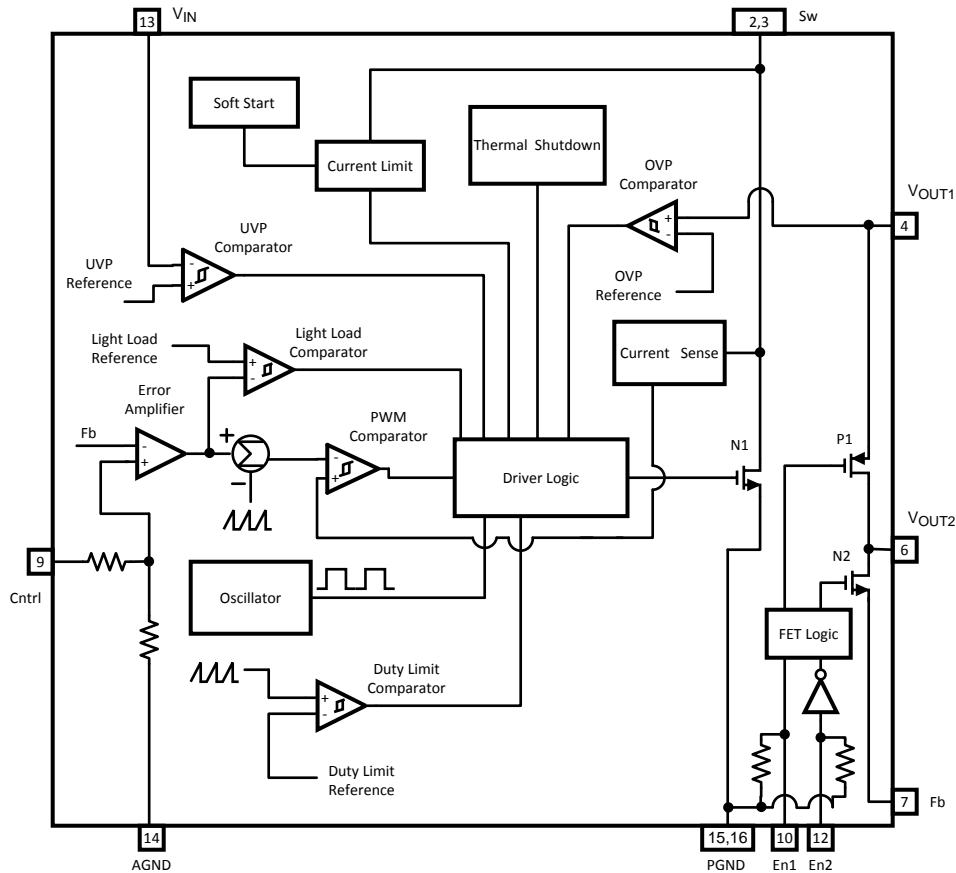 13
VIN
2,3
Sw
Soft Start
Current Limit
Thermal Shutdown
OVP
Comparator
+
-
VOUT1
4
OVP
Reference
UVP
Comparator
UVP
Reference
-
+
Light Load
Reference
Light Load
Comparator
+
-
Current Sense
Error
Amplifier
Fb
-
+
+
Σ
−
PWM
Comparator
-
+
Driver Logic
N1
P1
VOUT2
6
N2
9
Cntrl
Oscillator
FET Logic
Duty Limit
Comparator
+
-
Duty Limit
Reference
7
Fb
14
AGND
15,16
PGND
10
En1
12
En2